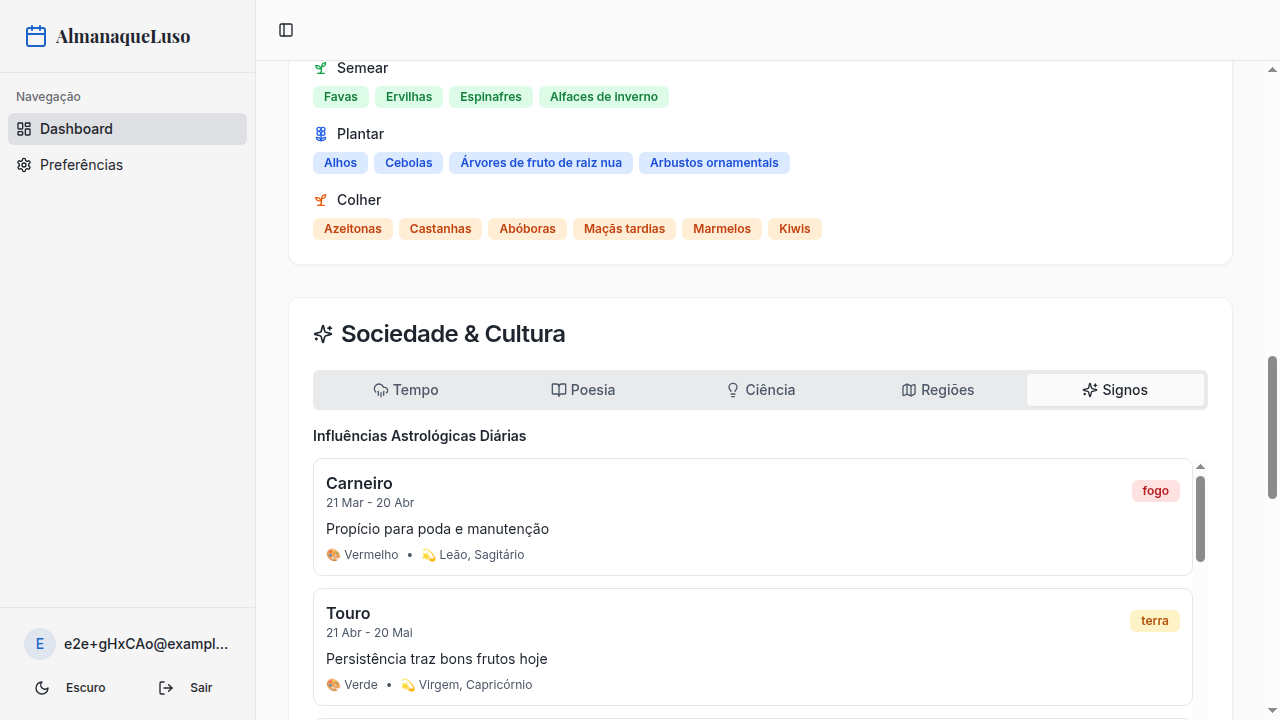 AlmanaqueLuso
Navegação
Dashboard
Preferências
Semear
Favas Ervilhas Espinafres Alfaces de inverno
Plantar
Alhos Cebolas Árvores de fruto de raiz nua Arbustos ornamentais
Colher
Azeitonas Castanhas Abóboras Maçãs tardias Marmelos Kiwis
Sociedade & Cultura
Tempo Poesia Ciência Regiões Signos
Influências Astrológicas Diárias
Carneiro
21 Mar - 20 Abr
fogo
Propício para poda e manutenção
🎨 Vermelho • 💫 Leão, Sagitário
Touro
21 Abr - 20 Mai
terra
Persistência traz bons frutos hoje
🎨 Verde • 💫 Virgem, Capricórnio
E
e2e+gHxCAo@exampl...
Escuro Sair